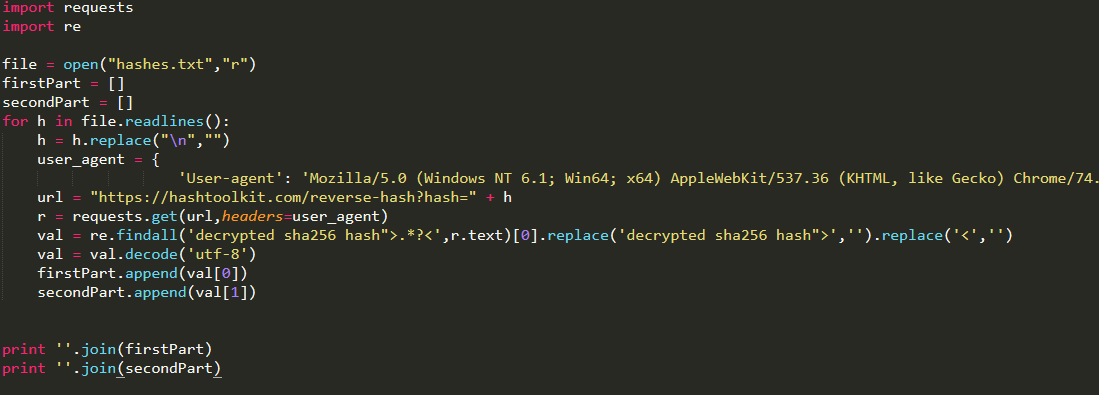 import requests
import re
file = open("hashes.txt","r")
firstPart = []
secondPart = []
for h in file.readlines():
h = h.replace("\n","")
user_agent = {
'User-agent': 'Mozilla/5.0 (Windows NT 6.1; Win64; x64) AppleWebKit/537.36 (KHTML, like Gecko) Chrome/74.
url = "https://hashtoolkit.com/reverse-hash?hash=" + h
r = requests.get(url,headers=user_agent)
val = re.findall('decrypted sha256 hash">.*?<',r.text)[0].replace('decrypted sha256 hash">','').replace('<','')
val = val.decode('utf-8')
firstPart.append(val[0])
secondPart.append(val[1])
print ''.join(firstPart)
print ''.join(secondPart)